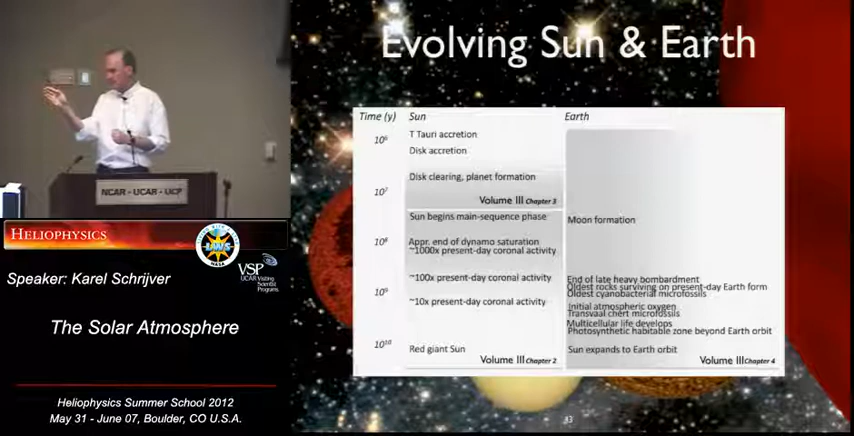 NCAR - UCAR - UCP
HELIOPHYSICS
LWS
NASA
VSP
UCAR Visiting
Scientist
Programs
Speaker: Karel Schrijver
The Solar Atmosphere
Heliophysics Summer School 2012
May 31 - June 07, Boulder, CO U.S.A.
Evolving Sun & Earth
Time (y) Sun Earth
10⁶
T Tauri accretion
Disk accretion
Disk clearing, planet formation
10⁷
Volume III Chapter 3
Sun begins main-sequence phase
Moon formation
10⁸
Appr. end of dynamo saturation
~1000x present-day coronal activity
~100x present-day coronal activity
End of late heavy bombardment
Oldest rocks surviving on present-day Earth form
Oldest cyanobacterial microfossils
10⁹
~10x present-day coronal activity
Initial atmospheric oxygen
Transvaal chert microfossils
Multicellular life develops
Photosynthetic habitable zone beyond Earth orbit
10¹⁰
Red giant Sun
Sun expands to Earth orbit
Volume III Chapter 2
Volume III Chapter 4